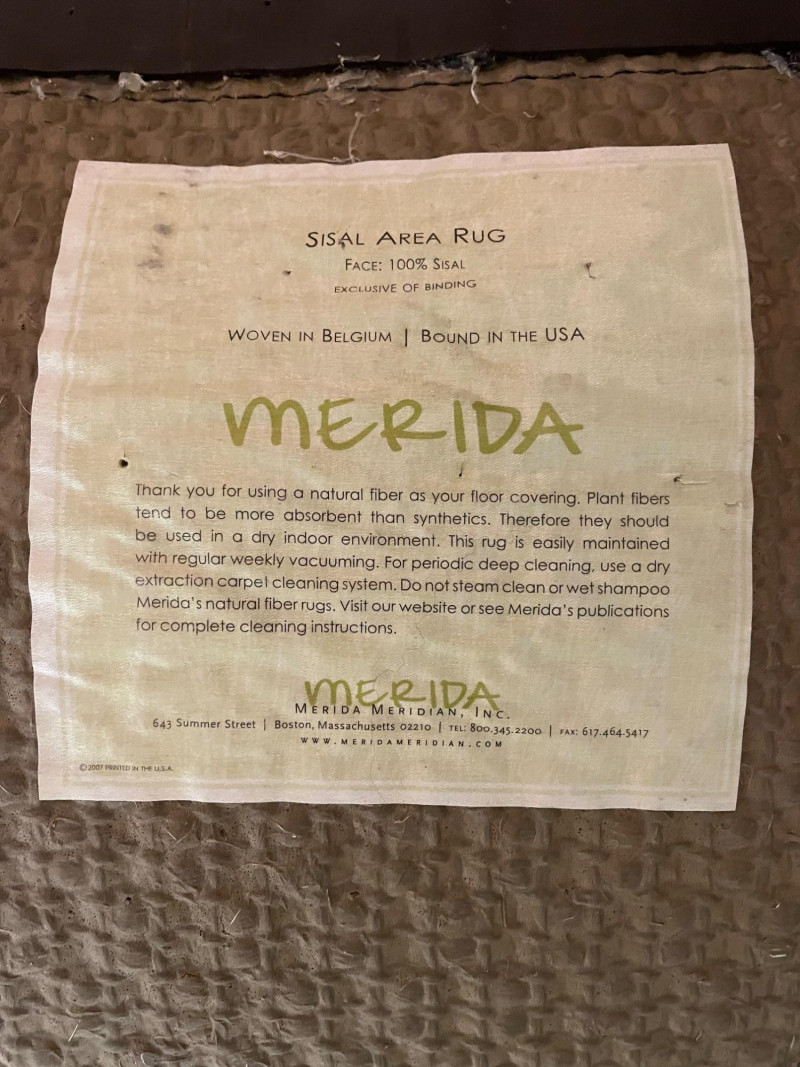 SISAL AREA RUG
FACE: 100% SISAL
EXCLUSIVE OF BINDING
WOVEN IN BELGIUM | BOUND IN THE USA
MERIDA
Thank you for using a natural fiber as your floor covering. Plant fibers
tend to be more absorbent than synthetics. Therefore they should
be used in a dry indoor environment. This rug is easily maintained
with regular weekly vacuuming. For periodic deep cleaning, use a dry
extraction carpet cleaning system. Do not steam clean or wet shampoo
Merida's natural fiber rugs. Visit our website or see Merida's publications
for complete cleaning instructions.
MERIDA
MERIDA MERIDIAN, INC.
643 Summer Street | Boston, Massachusetts 02210 | TEL: 800.345.2200 | FAX: 617.464.5417
WWW.MERIDAMERIDIAN.COM
©2007 PRINTED IN THE U.S.A.